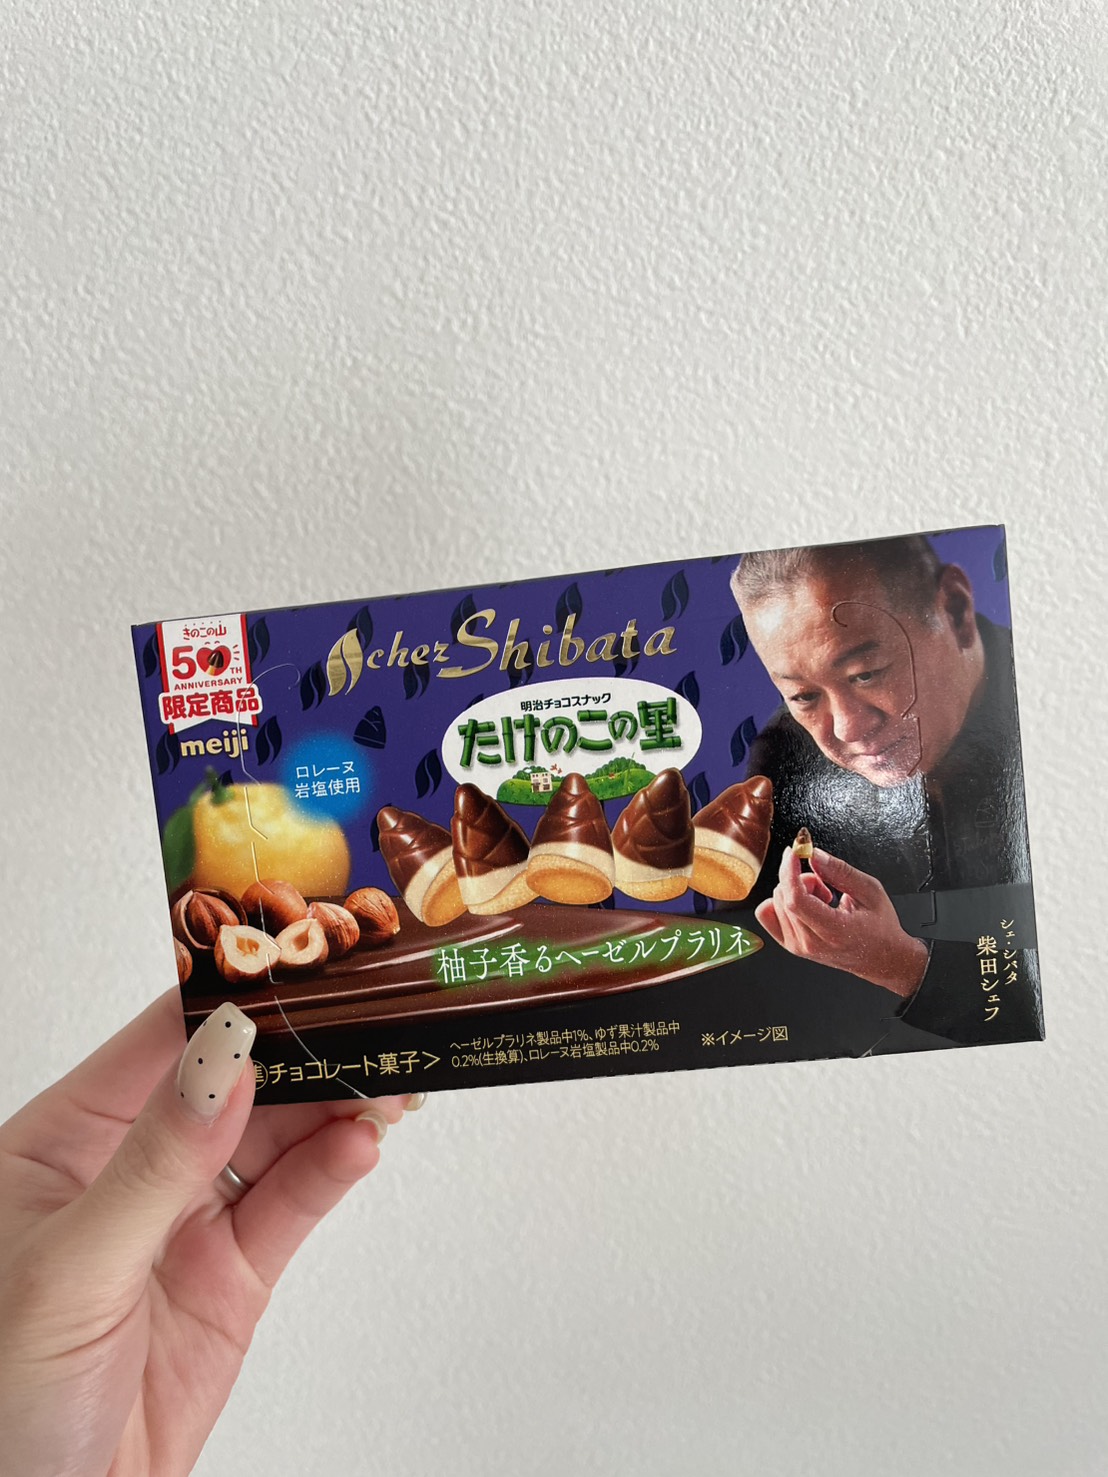 きのこの山
50TH
ANNIVERSARY
限定商品
meiji
chez Shibata
明治チョコスナック
たけのこの里
ロレーヌ
岩塩使用
柚子香るヘーゼルプラリネ
準チョコレート菓子>
ヘーゼルプラリネ製品中1%、ゆず果汁製品中
0.2%(生換算)、ロレーヌ岩塩製品中0.2%
※イメージ図
シェ・シバタ
柴田シェフ